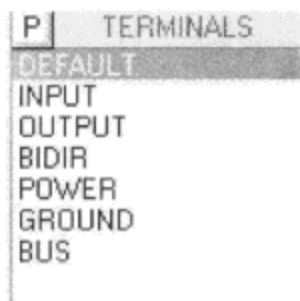 P TERMINALS
DEFAULT
INPUT
OUTPUT
BIDIR
POWER
GROUND
BUS